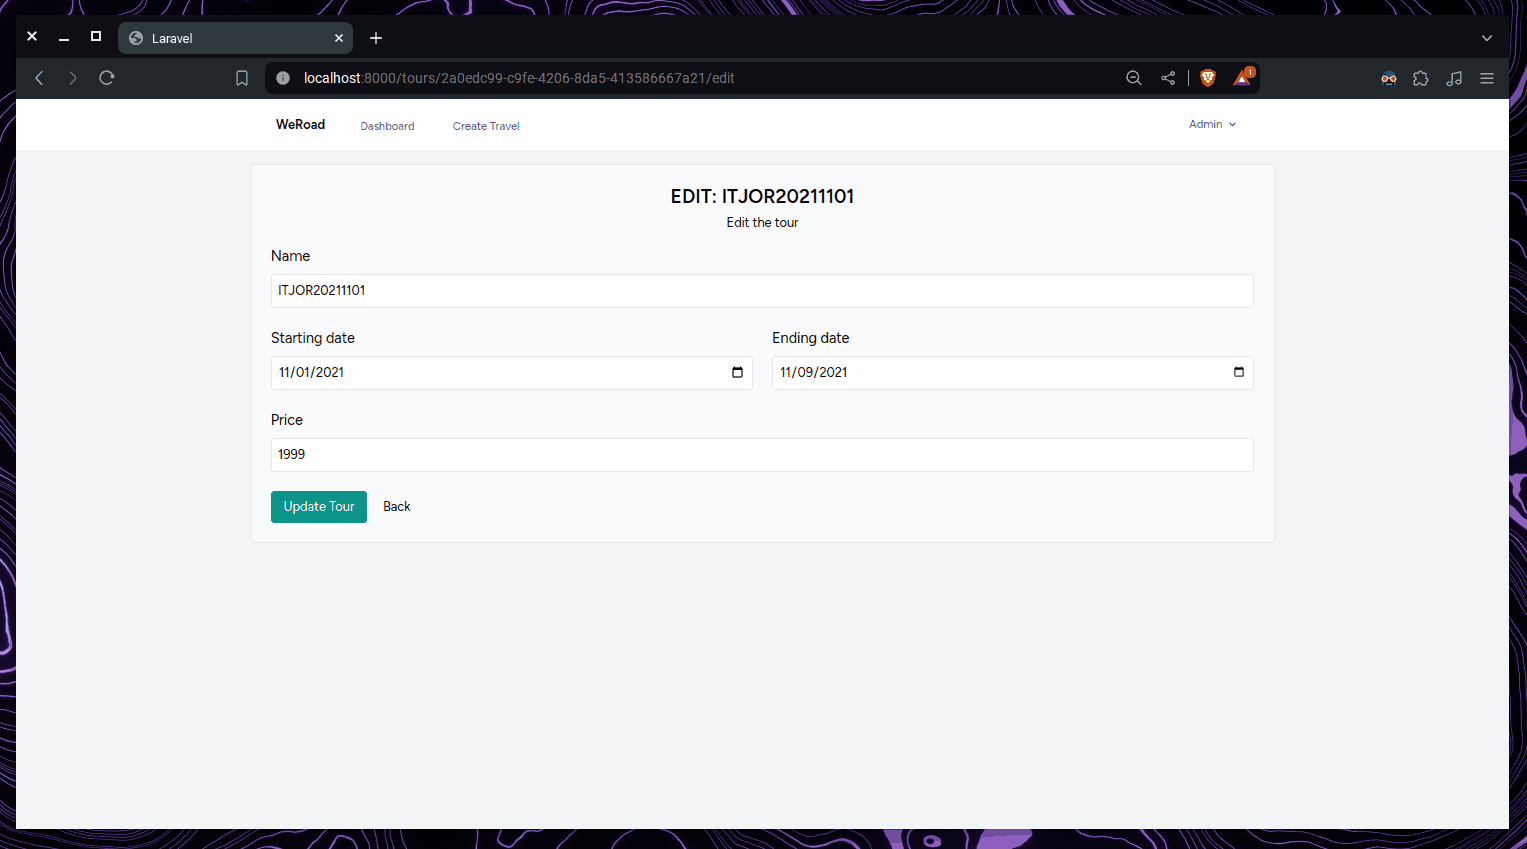 Laravel
localhost:8000/tours/2a0edc99-c9fe-4206-8da5-413586667a21/edit
1
WeRoad Dashboard Create Travel Admin
EDIT: ITJOR20211101
Edit the tour
Name
ITJOR20211101
Starting date Ending date
11/01/2021 11/09/2021
Price
1999
Update Tour Back